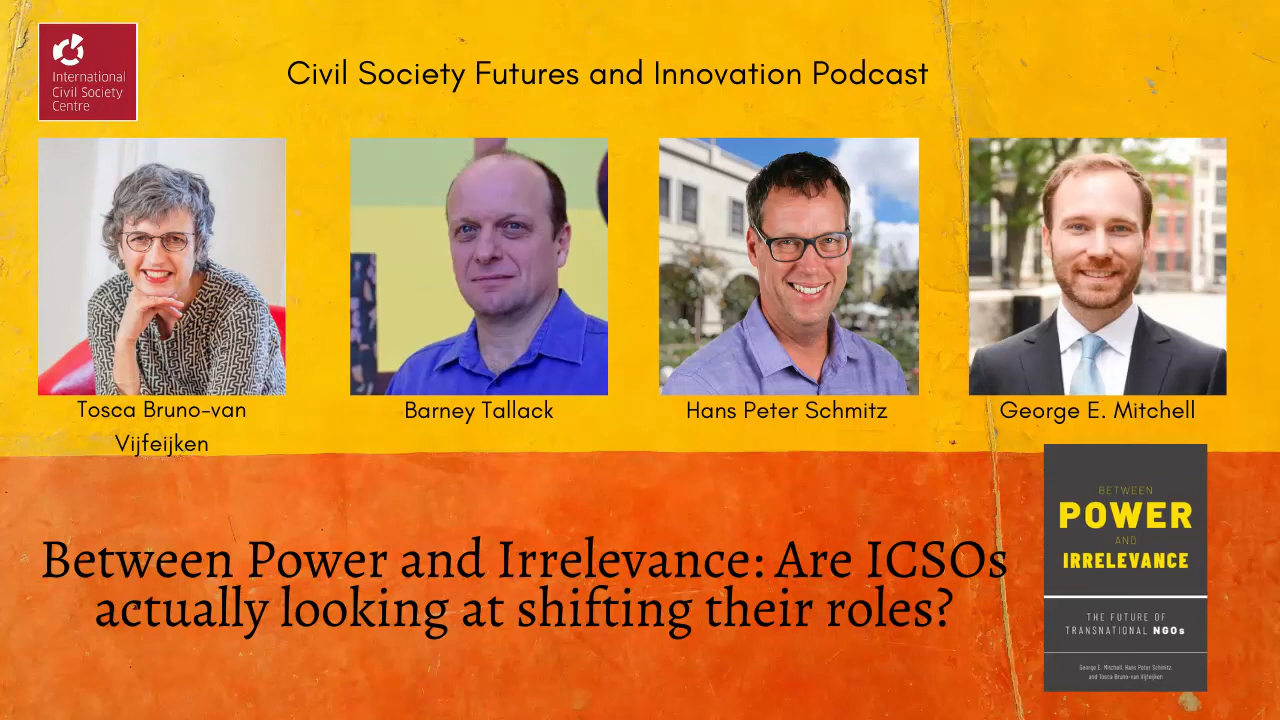 International
Civil Society
Centre
Civil Society Futures and Innovation Podcast
Tosca Bruno-van
Vijfeijken
Barney Tallack
Hans Peter Schmitz
George E. Mitchell
Between Power and Irrelevance: Are ICSOs
actually looking at shifting their roles?
BETWEEN
POWER
AND
IRRELEVANCE
THE FUTURE OF
TRANSNATIONAL NGOs
George E. Mitchell, Hans Peter Schmitz,
and Tosca Bruno-van Vijfeijken